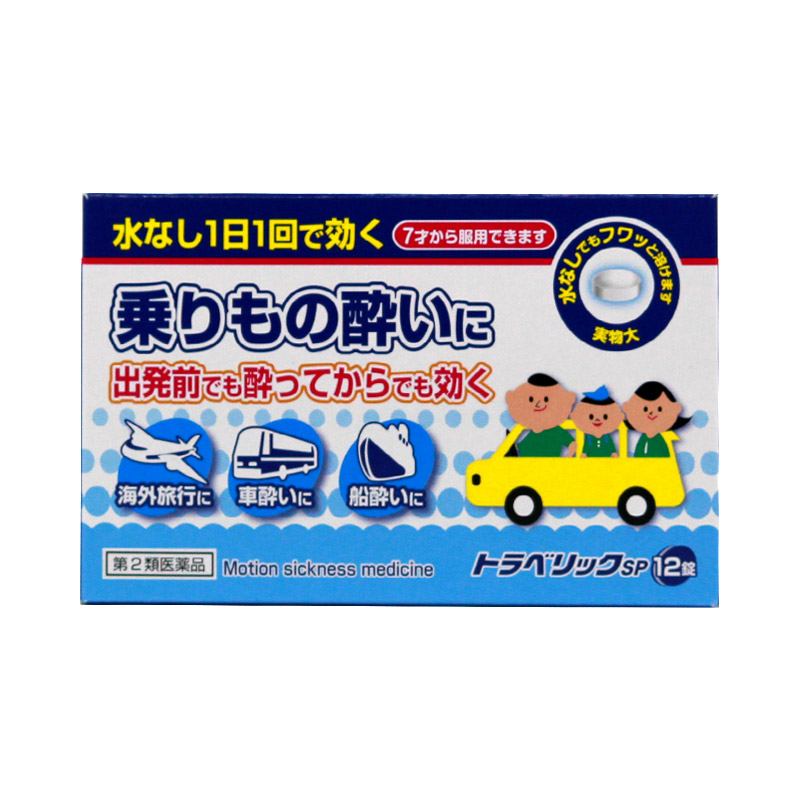 水なし1日1回で効く
7才から服用できます
水なしでもフワッと溶けます
実物大
乗りもの酔いに
出発前でも酔ってからでも効く
海外旅行に
車酔いに
船酔いに
第2類医薬品
Motion sickness medicine
トラベリックSP
12錠